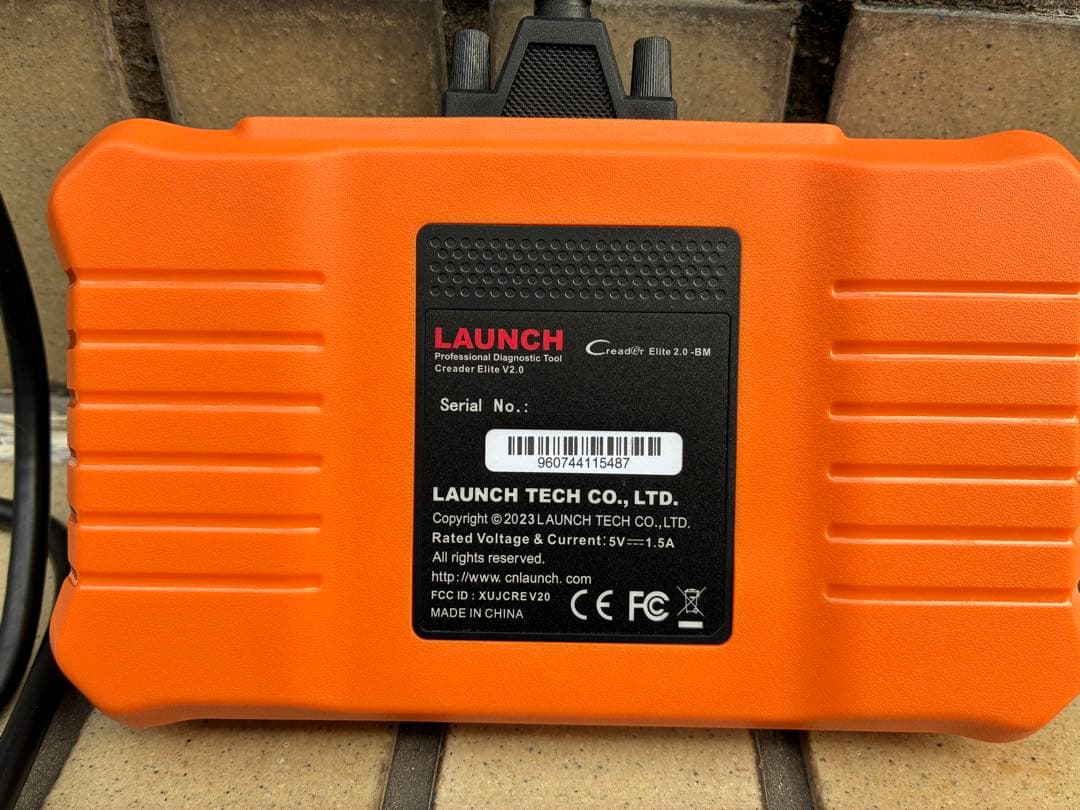 LAUNCH
Professional Diagnostic Tool
Creader Elite V2.0
Creader Elite 2.0 -BM
Serial No.:
960744115487
LAUNCH TECH CO., LTD.
Copyright ©2023 LAUNCH TECH CO.,LTD.
Rated Voltage & Current: 5V⎓1.5A
All rights reserved.
http://www. cnlaunch. com
FCC ID : XUJCREV20
MADE IN CHINA
CE FC